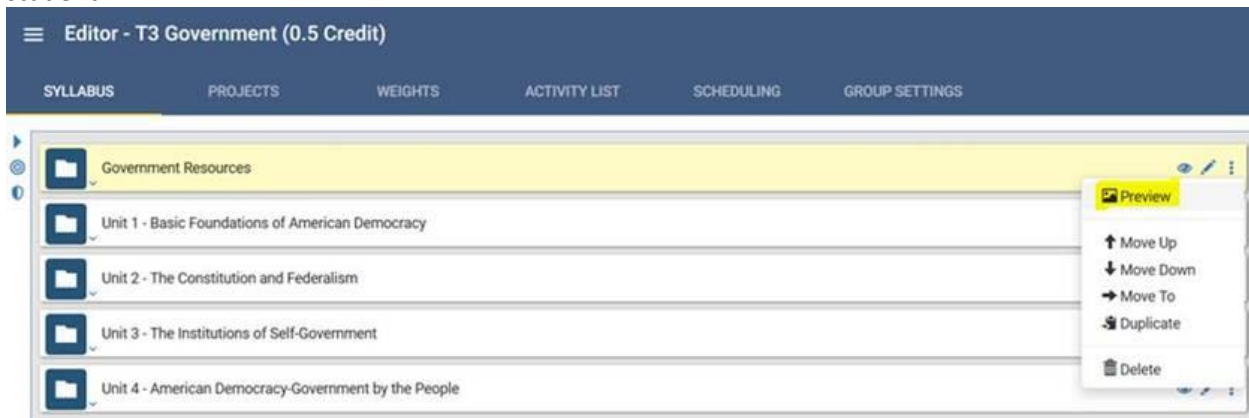 Editor - T3 Government (0.5 Credit)
SYLLABUS PROJECTS WEIGHTS ACTIVITY LIST SCHEDULING GROUP SETTINGS
Government Resources
Preview
Unit 1 - Basic Foundations of American Democracy
Move Up
Move Down
Unit 2 - The Constitution and Federalism
Move To
Duplicate
Unit 3 - The Institutions of Self-Government
Delete
Unit 4 - American Democracy-Government by the People